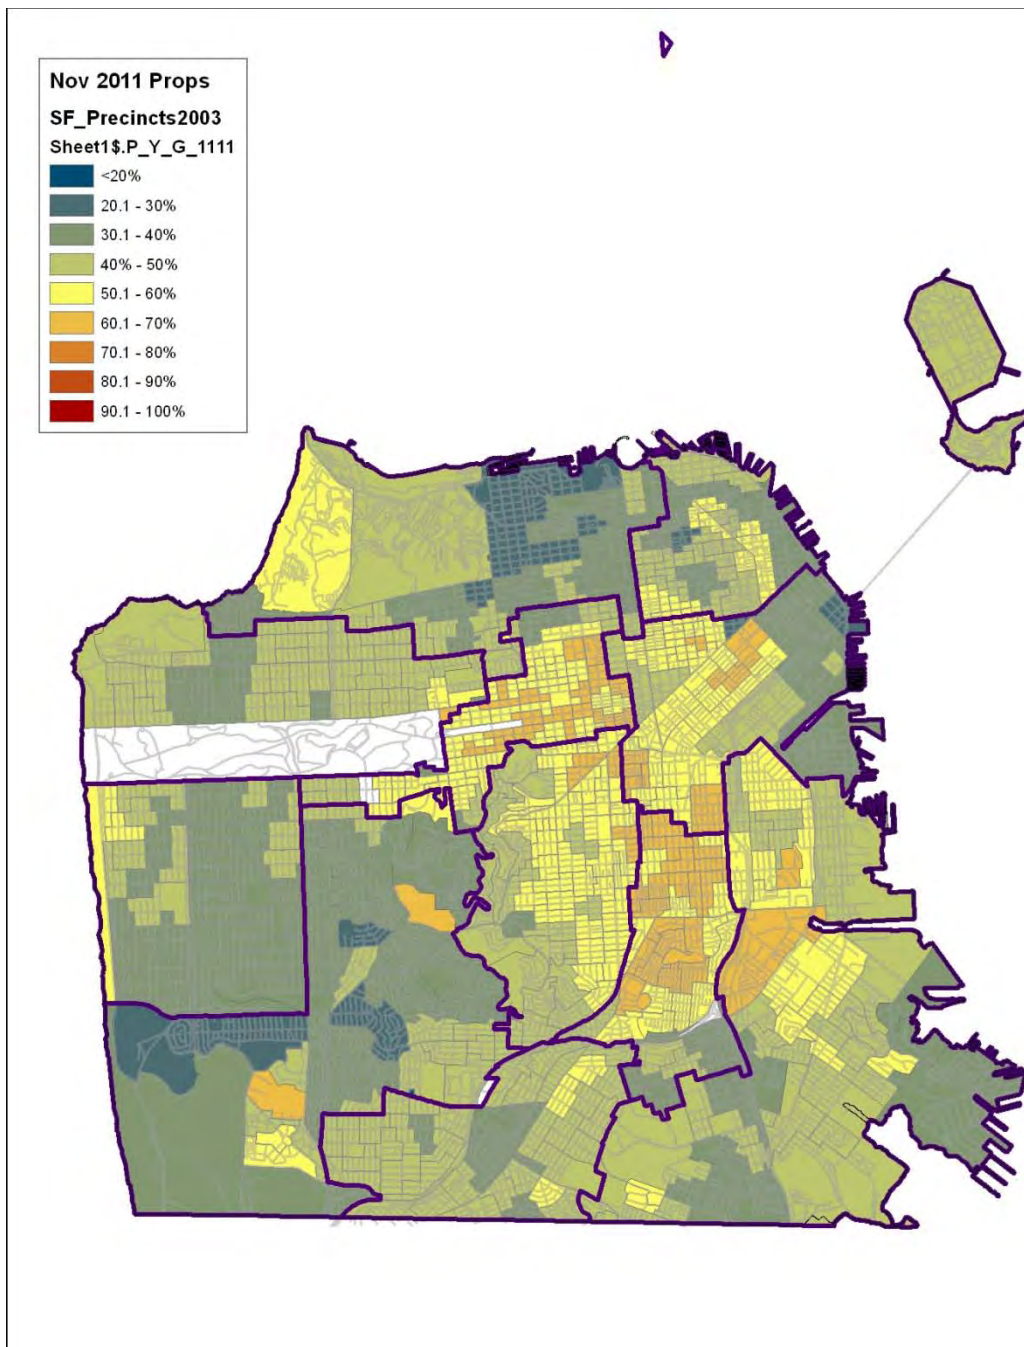 Nov 2011 Props
SF_Precincts2003
Sheet1$.P_Y_G_1111
<20%
20.1 - 30%
30.1 - 40%
40% - 50%
50.1 - 60%
60.1 - 70%
70.1 - 80%
80.1 - 90%
90.1 - 100%